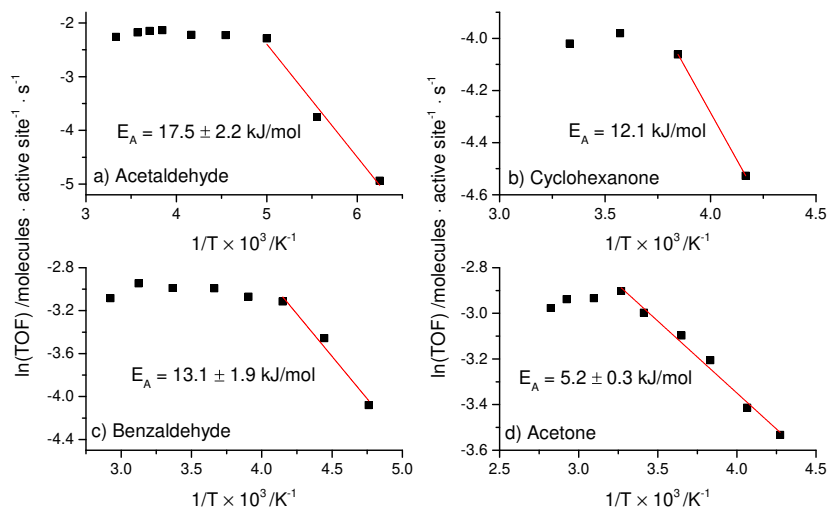 ln(TOF) /molecules · active site⁻¹ · s⁻¹
-2
-3
-4
-5
3
4
5
6
E_A = 17.5 ± 2.2 kJ/mol
a) Acetaldehyde
1/T × 10³ /K⁻¹
-4.0
-4.2
-4.4
-4.6
3.0
3.5
4.0
4.5
E_A = 12.1 kJ/mol
b) Cyclohexanone
1/T × 10³ /K⁻¹
-2.8
-3.2
-3.6
-4.0
-4.4
3.0
3.5
4.0
4.5
5.0
E_A = 13.1 ± 1.9 kJ/mol
c) Benzaldehyde
1/T × 10³ /K⁻¹
ln(TOF) /molecules · active site⁻¹ · s⁻¹
-2.7
-3.0
-3.3
-3.6
2.5
3.0
3.5
4.0
4.5
E_A = 5.2 ± 0.3 kJ/mol
d) Acetone
1/T × 10³ /K⁻¹